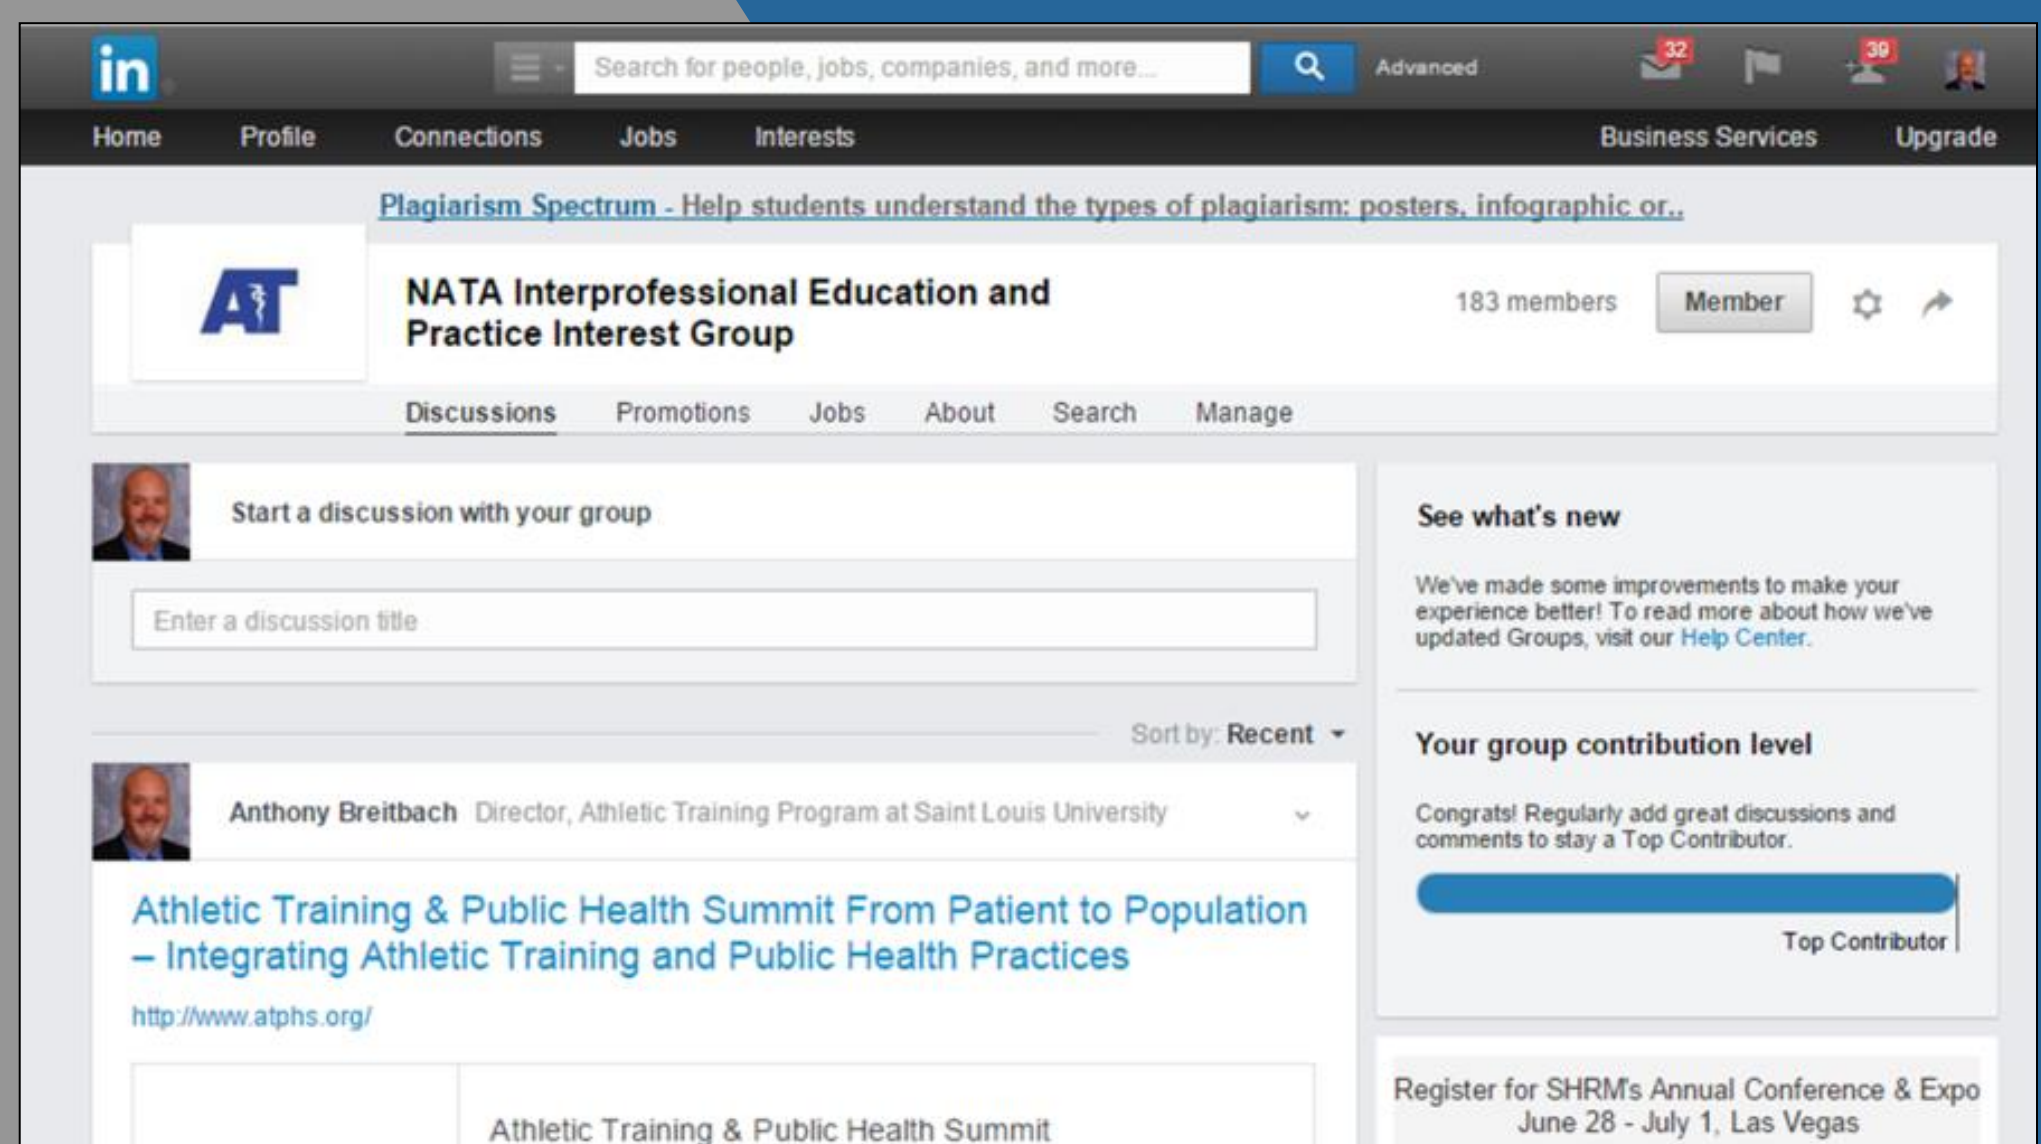 in
Search for people, jobs, companies, and more...
Advanced
32
39
Home Profile Connections Jobs Interests Business Services Upgrade
Plagiarism Spectrum - Help students understand the types of plagiarism: posters, infographic or..
AT
NATA Interprofessional Education and
Practice Interest Group
183 members
Member
Discussions Promotions Jobs About Search Manage
Start a discussion with your group
Enter a discussion title
Sort by: Recent
Anthony Breitbach Director, Athletic Training Program at Saint Louis University
Athletic Training & Public Health Summit From Patient to Population
– Integrating Athletic Training and Public Health Practices
http://www.atphs.org/
Athletic Training & Public Health Summit
See what's new
We've made some improvements to make your
experience better! To read more about how we've
updated Groups, visit our Help Center.
Your group contribution level
Congrats! Regularly add great discussions and
comments to stay a Top Contributor.
Top Contributor
Register for SHRM's Annual Conference & Expo
June 28 - July 1, Las Vegas